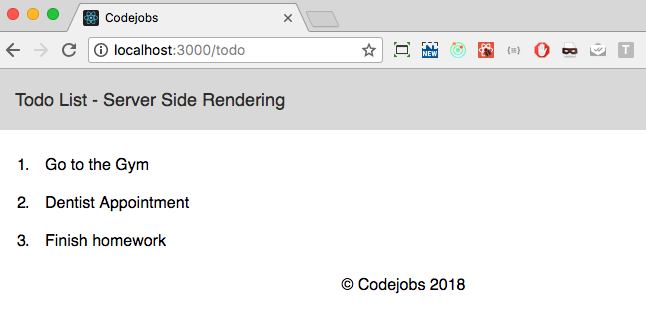 Codejobs
localhost:3000/todo
NEW
{≡}
T
Todo List - Server Side Rendering
1. Go to the Gym
2. Dentist Appointment
3. Finish homework
© Codejobs 2018